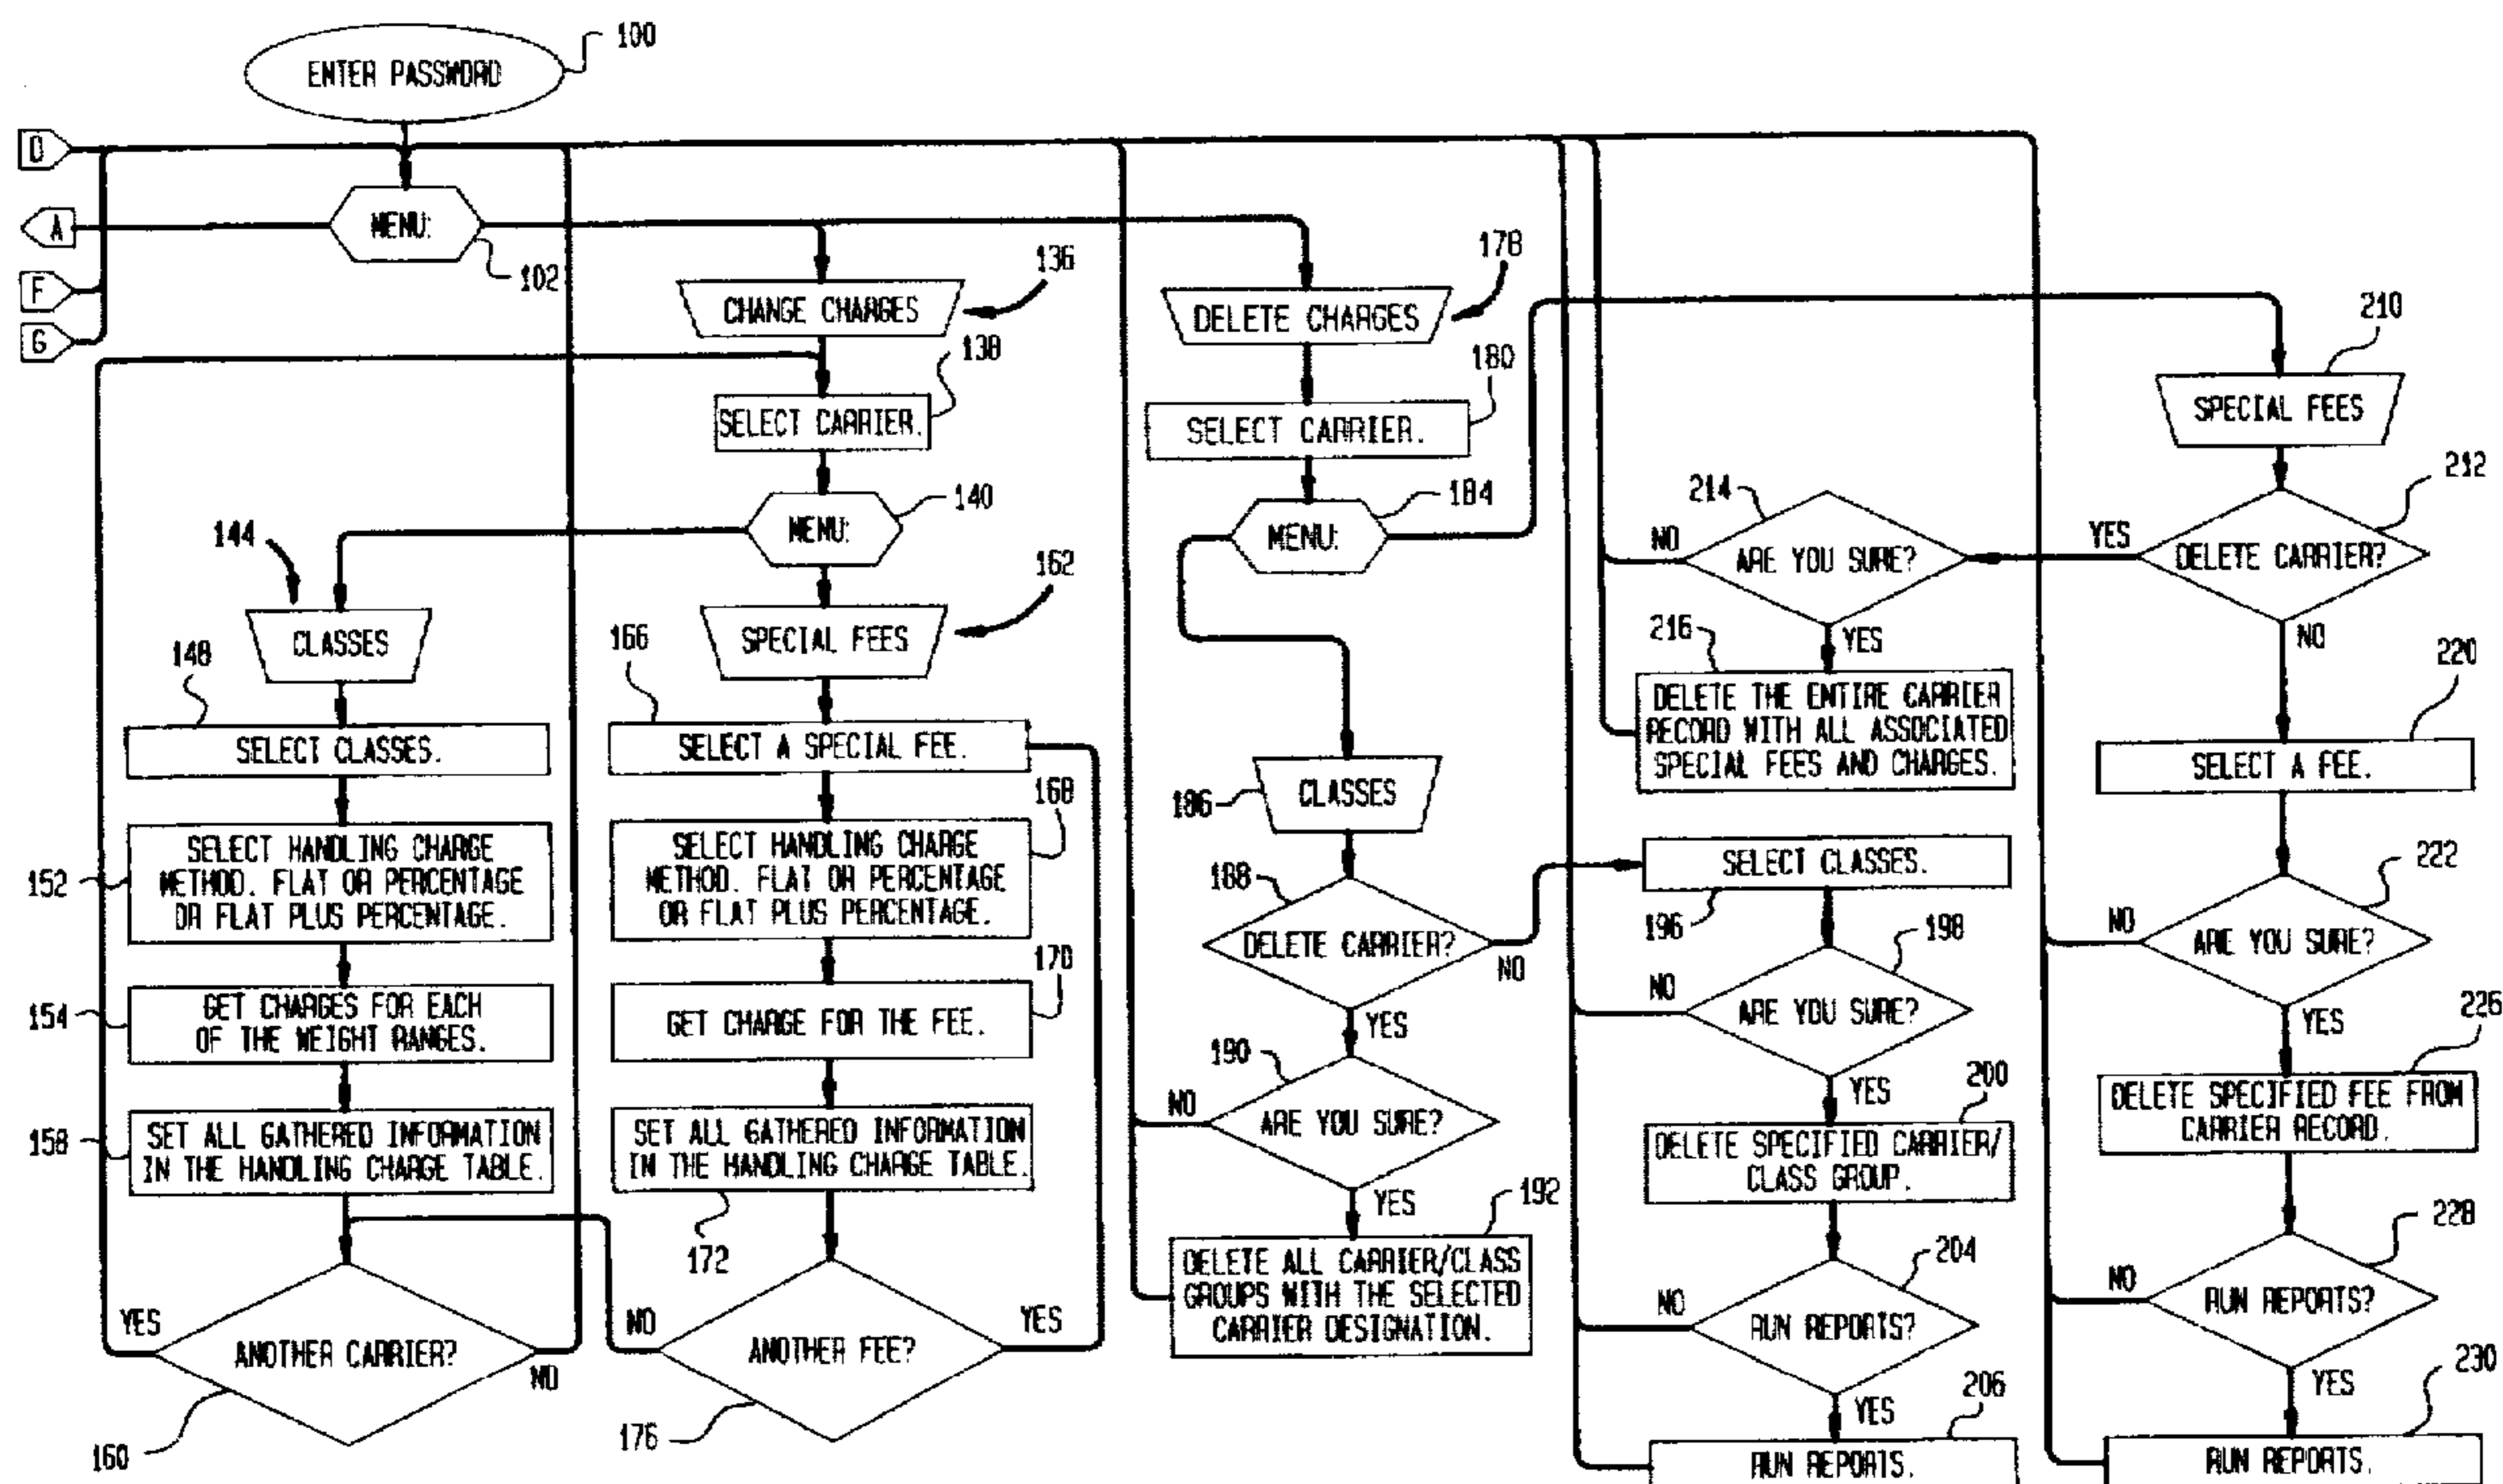 100
ENTER PASSWORD
D
A
F
G
MENU:
102
136
CHANGE CHARGES
138
SELECT CARRIER.
140
MENU:
144
CLASSES
148
SELECT CLASSES.
152
SELECT HANDLING CHARGE
METHOD. FLAT OR PERCENTAGE
OR FLAT PLUS PERCENTAGE.
154
GET CHARGES FOR EACH
OF THE WEIGHT RANGES.
158
SET ALL GATHERED INFORMATION
IN THE HANDLING CHARGE TABLE.
YES
ANOTHER CARRIER?
NO
160
162
SPECIAL FEES
166
SELECT A SPECIAL FEE.
168
SELECT HANDLING CHARGE
METHOD. FLAT OR PERCENTAGE
OR FLAT PLUS PERCENTAGE.
170
GET CHARGE FOR THE FEE.
SET ALL GATHERED INFORMATION
IN THE HANDLING CHARGE TABLE.
172
NO
ANOTHER FEE?
YES
176
178
DELETE CHARGES
180
SELECT CARRIER.
184
MENU:
186
CLASSES
188
DELETE CARRIER?
NO
YES
190
NO
ARE YOU SURE?
YES
192
DELETE ALL CARRIER/CLASS
GROUPS WITH THE SELECTED
CARRIER DESIGNATION.
214
NO
ARE YOU SURE?
YES
216
DELETE THE ENTIRE CARRIER
RECORD WITH ALL ASSOCIATED
SPECIAL FEES AND CHARGES.
SELECT CLASSES.
196
198
NO
ARE YOU SURE?
YES
200
DELETE SPECIFIED CARRIER/
CLASS GROUP.
204
NO
RUN REPORTS?
YES
206
RUN REPORTS.
210
SPECIAL FEES
212
YES
DELETE CARRIER?
NO
220
SELECT A FEE.
222
NO
ARE YOU SURE?
YES
226
DELETE SPECIFIED FEE FROM
CARRIER RECORD.
228
NO
RUN REPORTS?
YES
230
RUN REPORTS.